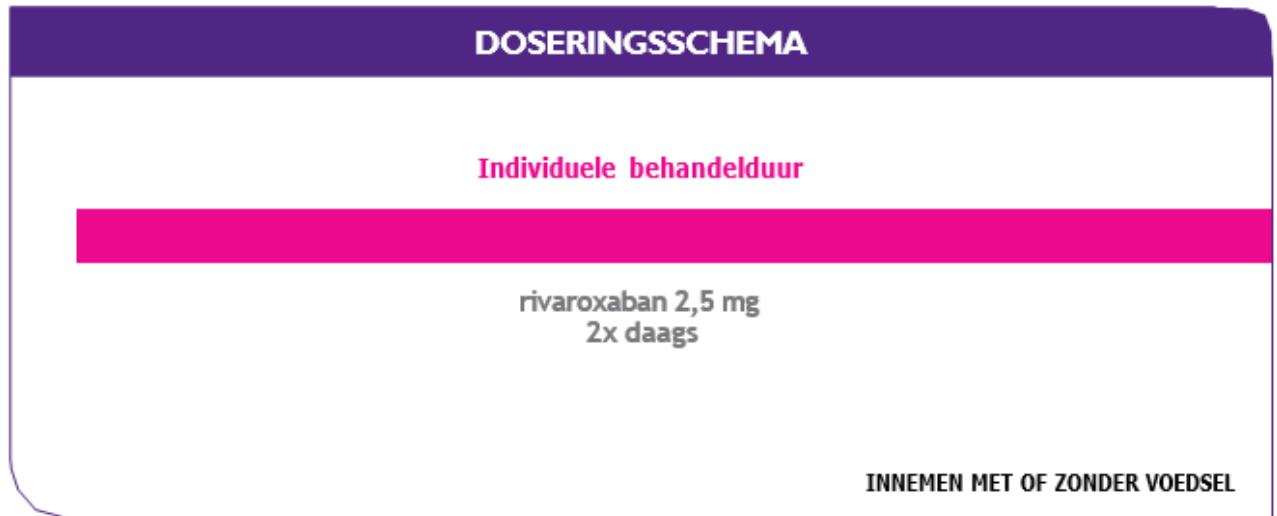 DOSERINGSSCHEMA
Individuele behandelduur
rivaroxaban 2,5 mg
2x daags
INNEMEN MET OF ZONDER VOEDSEL